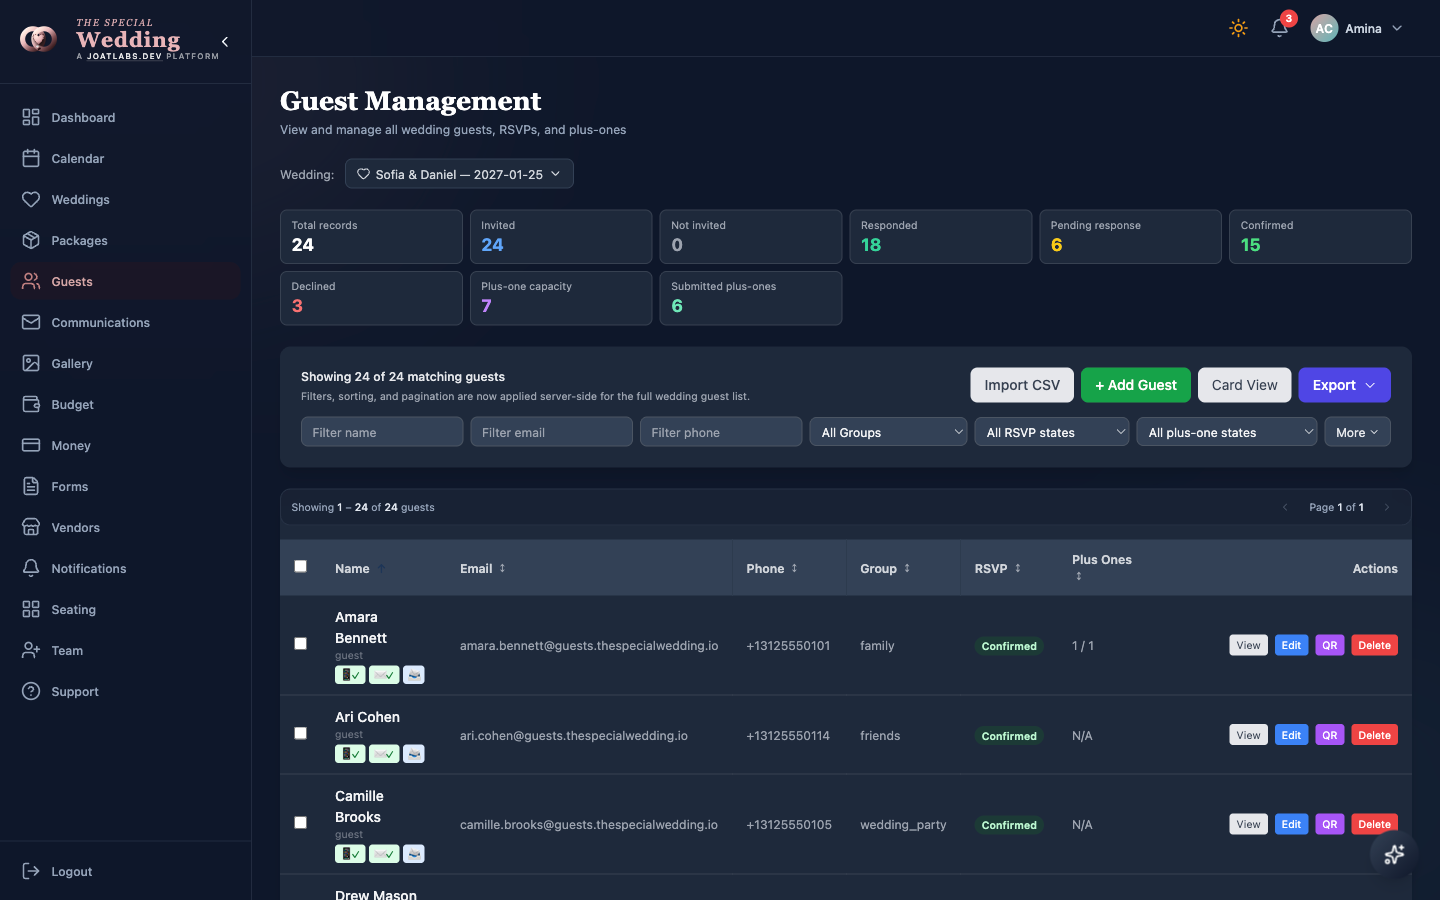 THE SPECIAL
Wedding
A JOATLABS.DEV PLATFORM
3
AC Amina
Dashboard
Calendar
Weddings
Packages
Guests
Communications
Gallery
Budget
Money
Forms
Vendors
Notifications
Seating
Team
Support
Logout
Guest Management
View and manage all wedding guests, RSVPs, and plus-ones
Wedding: Sofia & Daniel — 2027-01-25
Total records Invited Not invited Responded Pending response Confirmed
24 24 0 18 6 15
Declined Plus-one capacity Submitted plus-ones
3 7 6
Showing 24 of 24 matching guests
Filters, sorting, and pagination are now applied server-side for the full wedding guest list.
Import CSV + Add Guest Card View Export
Filter name Filter email Filter phone All Groups All RSVP states All plus-one states More
Showing 1 – 24 of 24 guests Page 1 of 1
Name ↑ Email ↕ Phone ↕ Group ↕ RSVP ↕ Plus Ones ↕ Actions
Amara Bennett
guest
amara.bennett@guests.thespecialwedding.io +13125550101 family Confirmed 1 / 1 View Edit QR Delete
Ari Cohen
guest
ari.cohen@guests.thespecialwedding.io +13125550114 friends Confirmed N/A View Edit QR Delete
Camille Brooks
guest
camille.brooks@guests.thespecialwedding.io +13125550105 wedding_party Confirmed N/A View Edit QR Delete
Drew Mason